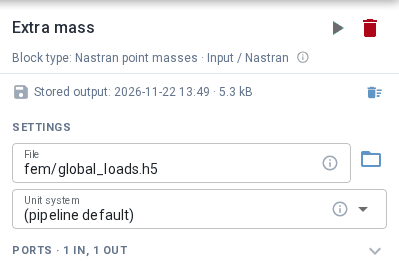 Extra mass
Block type: Nastran point masses · Input / Nastran
Stored output: 2026-11-22 13:49 · 5.3 kB
SETTINGS
File
fem/global_loads.h5
Unit system
(pipeline default)
PORTS · 1 IN, 1 OUT